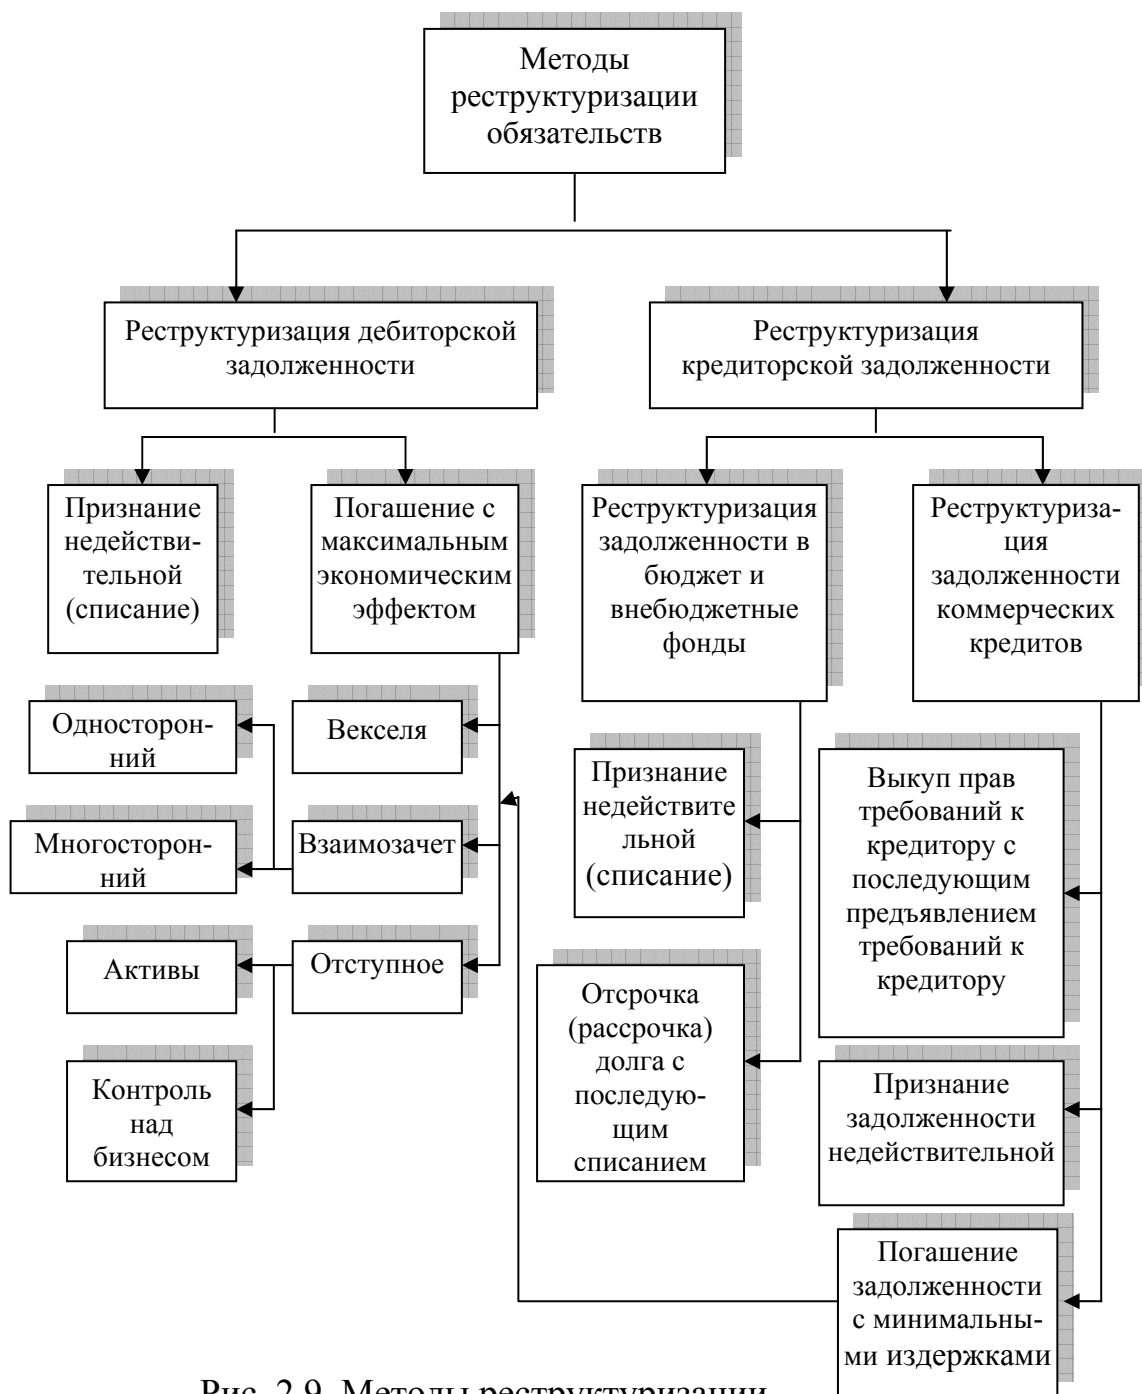 Методы
реструктуризации
обязательств
Реструктуризация дебиторской
задолженности
Реструктуризация
кредиторской задолженности
Признание
недействи-
тельной
(списание)
Погашение с
максимальным
экономическим
эффектом
Реструктуризация
задолженности в
бюджет и
внебюджетные
фонды
Реструктуриза-
ция
задолженности
коммерческих
кредитов
Односторон-
ний
Векселя
Многосторон-
ний
Взаимозачет
Активы
Отступное
Контроль
над
бизнесом
Признание
недействите
льной
(списание)
Отсрочка
(рассрочка)
долга с
последую-
щим
списанием
Выкуп прав
требований к
кредитору с
последующим
предъявлением
требований к
кредитору
Признание
задолженности
недействительной
Погашение
задолженности
с минимальны-
ми издержками
Рис. 2.9. Методы реструктуризации